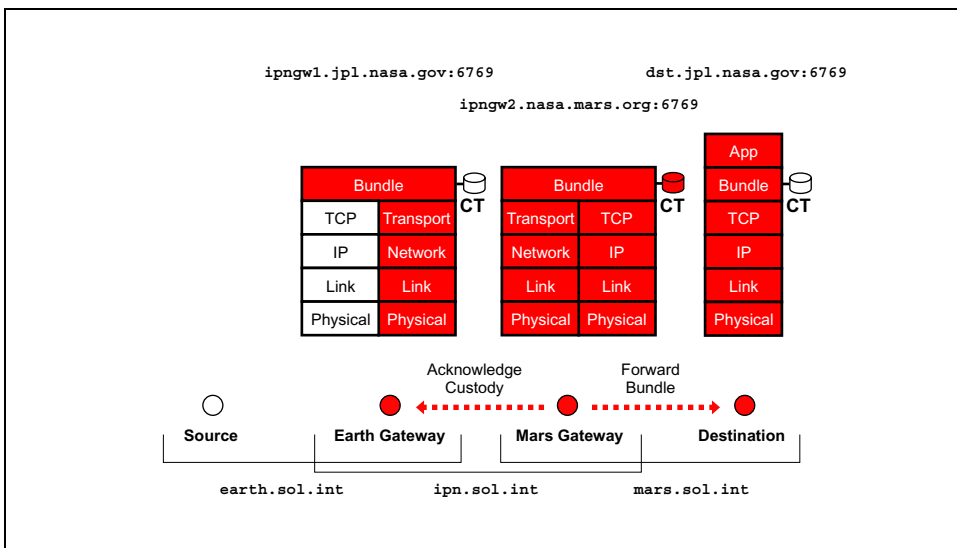 ipngw1.jpl.nasa.gov:6769 dst.jpl.nasa.gov:6769
ipngw2.nasa.mars.org:6769
App
Bundle Bundle Bundle
CT CT CT
TCP Transport Transport TCP TCP
IP Network Network IP IP
Link Link Link Link Link
Physical Physical Physical Physical Physical
Acknowledge Forward
Custody Bundle
Source Earth Gateway Mars Gateway Destination
earth.sol.int ipn.sol.int mars.sol.int